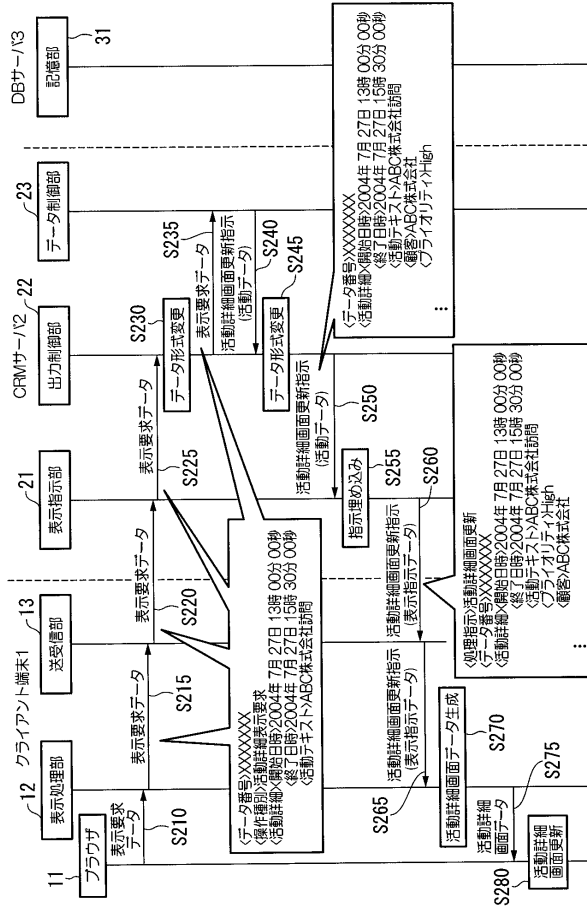 クライアント端末1
CRMサーバ2
DBサーバ3
11
ブラウザ
12
表示処理部
13
送受信部
21
表示指示部
22
出力制御部
23
データ制御部
31
記憶部
表示要求
データ
S210
表示要求データ
S215
表示要求データ
S220
表示要求データ
S225
S230
データ形式変更
表示要求データ
S235
活動詳細画面更新指示
(活動データ)
S240
S245
データ形式変更
<データ番号>XXXXXXX
<操作種別>活動詳細表示要求
<活動詳細><開始日時>2004年 7月 27日 13時 00分 00秒
<終了日時>2004年 7月 27日 15時 30分 00秒
<活動テキスト>ABC株式会社訪問
活動詳細画面更新指示
(活動データ)
S250
<データ番号>XXXXXXX
<活動詳細><開始日時>2004年 7月 27日 13時 00分 00秒
<終了日時>2004年 7月 27日 15時 30分 00秒
<活動テキスト>ABC株式会社訪問
<顧客>ABC株式会社
<プライオリティ>High
⋮
指示埋め込み
S255
活動詳細画面更新指示
(表示指示データ)
S260
<処理指示>活動詳細画面更新
<データ番号>XXXXXXX
<活動詳細><開始日時>2004年 7月 27日 13時 00分 00秒
<終了日時>2004年 7月 27日 15時 30分 00秒
<活動テキスト>ABC株式会社訪問
<プライオリティ>High
<顧客>ABC株式会社
⋮
活動詳細画面更新指示
(表示指示データ)
S265
活動詳細画面データ生成
S270
活動詳細
画面データ
S275
S280
活動詳細
画面更新